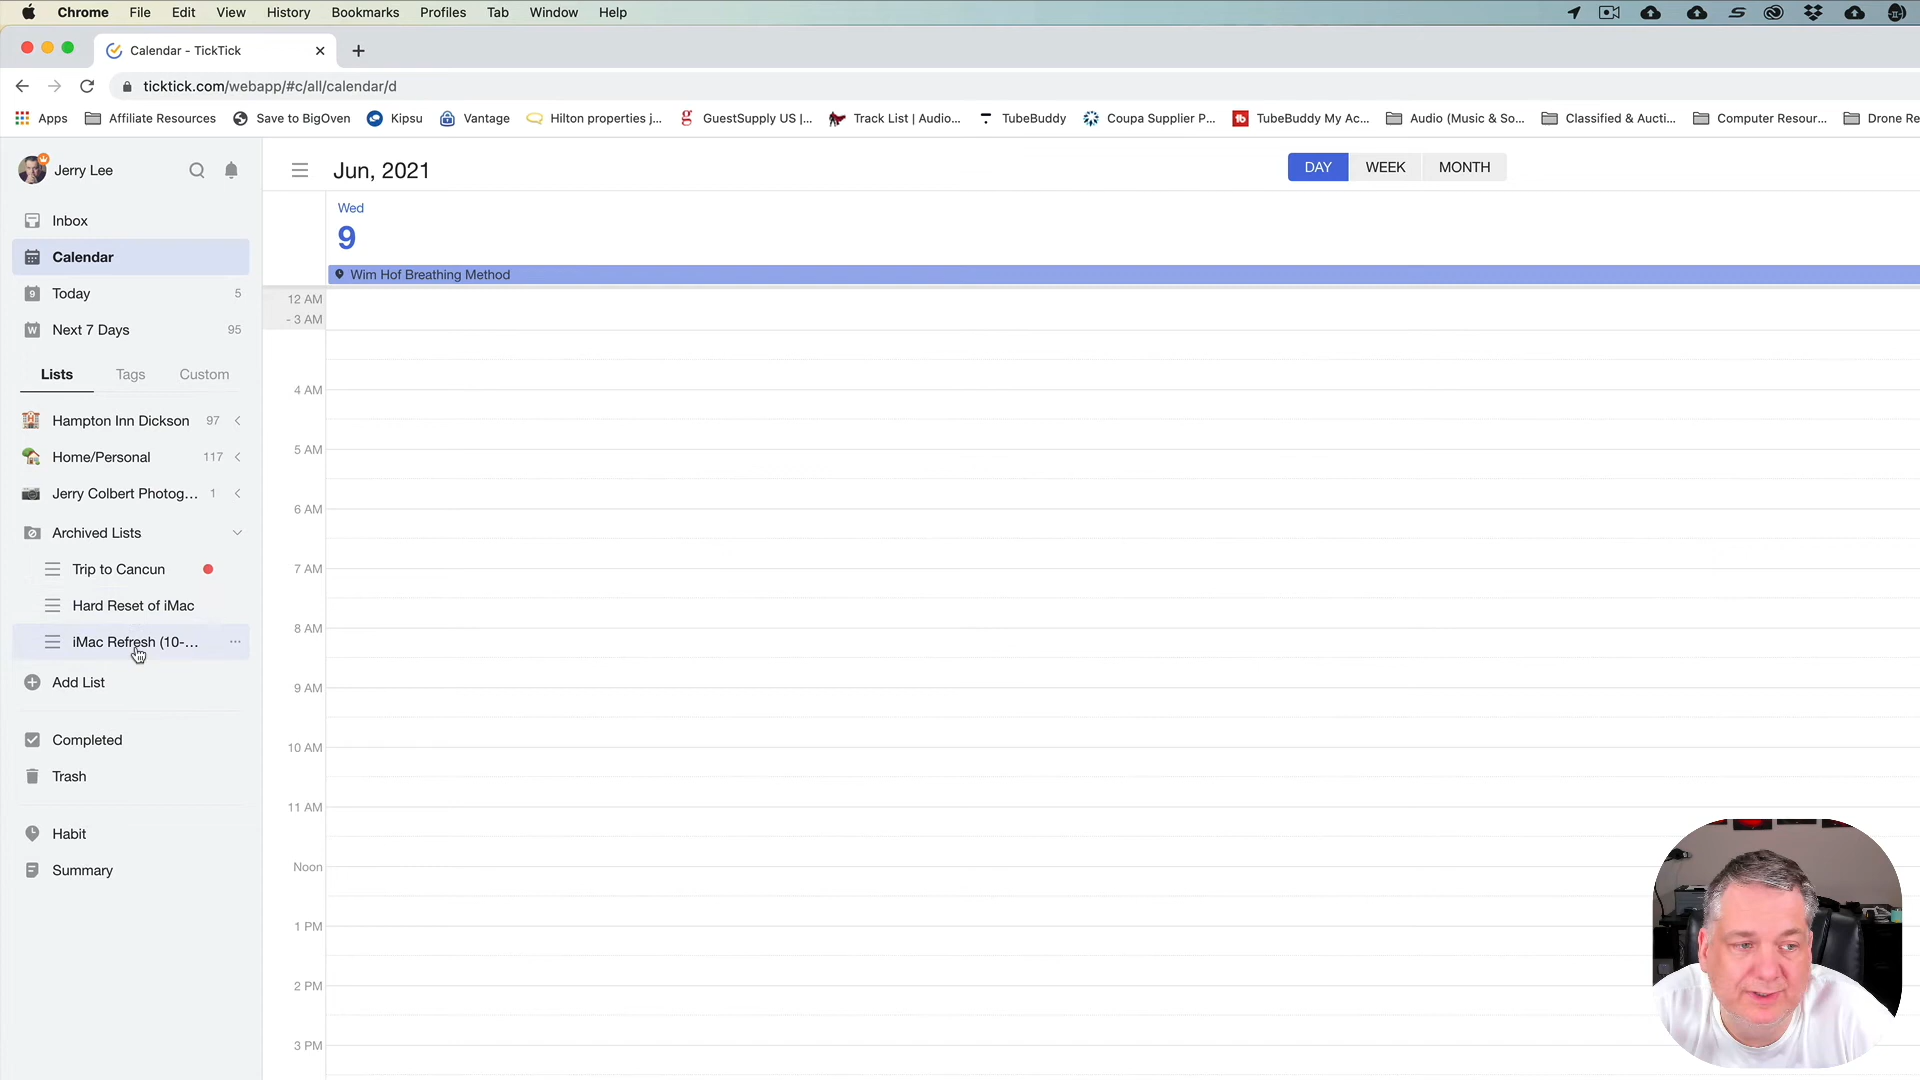 Chrome File Edit View History Bookmarks Profiles Tab Window Help
Calendar - TickTick
ticktick.com/webapp/#c/all/calendar/d
Apps Affiliate Resources Save to BigOven Kipsu Vantage Hilton properties j... GuestSupply US |... Track List | Audio... TubeBuddy Coupa Supplier P... TubeBuddy My Ac... Audio (Music & So... Classified & Aucti... Computer Resour... Drone Re
Jerry Lee
Inbox
Calendar
Today 5
Next 7 Days 95
Lists Tags Custom
Hampton Inn Dickson 97
Home/Personal 117
Jerry Colbert Photog... 1
Archived Lists
Trip to Cancun
Hard Reset of iMac
iMac Refresh (10-...
Add List
Completed
Trash
Habit
Summary
Jun, 2021
DAY WEEK MONTH
Wed
9
Wim Hof Breathing Method
12 AM
- 3 AM
4 AM
5 AM
6 AM
7 AM
8 AM
9 AM
10 AM
11 AM
Noon
1 PM
2 PM
3 PM